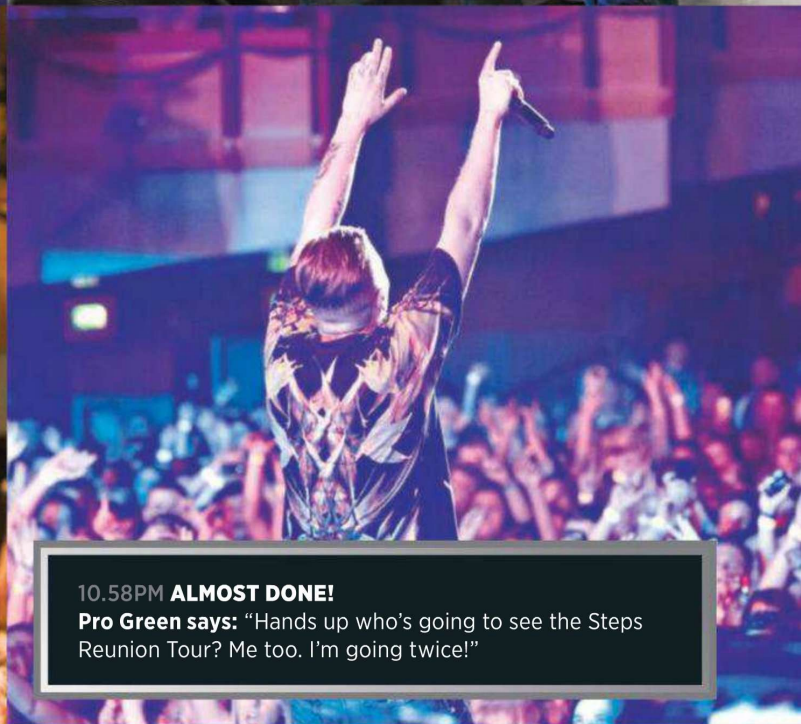 10.58PM ALMOST DONE!
Pro Green says: “Hands up who's going to see the Steps
Reunion Tour? Me too. I'm going twice!”